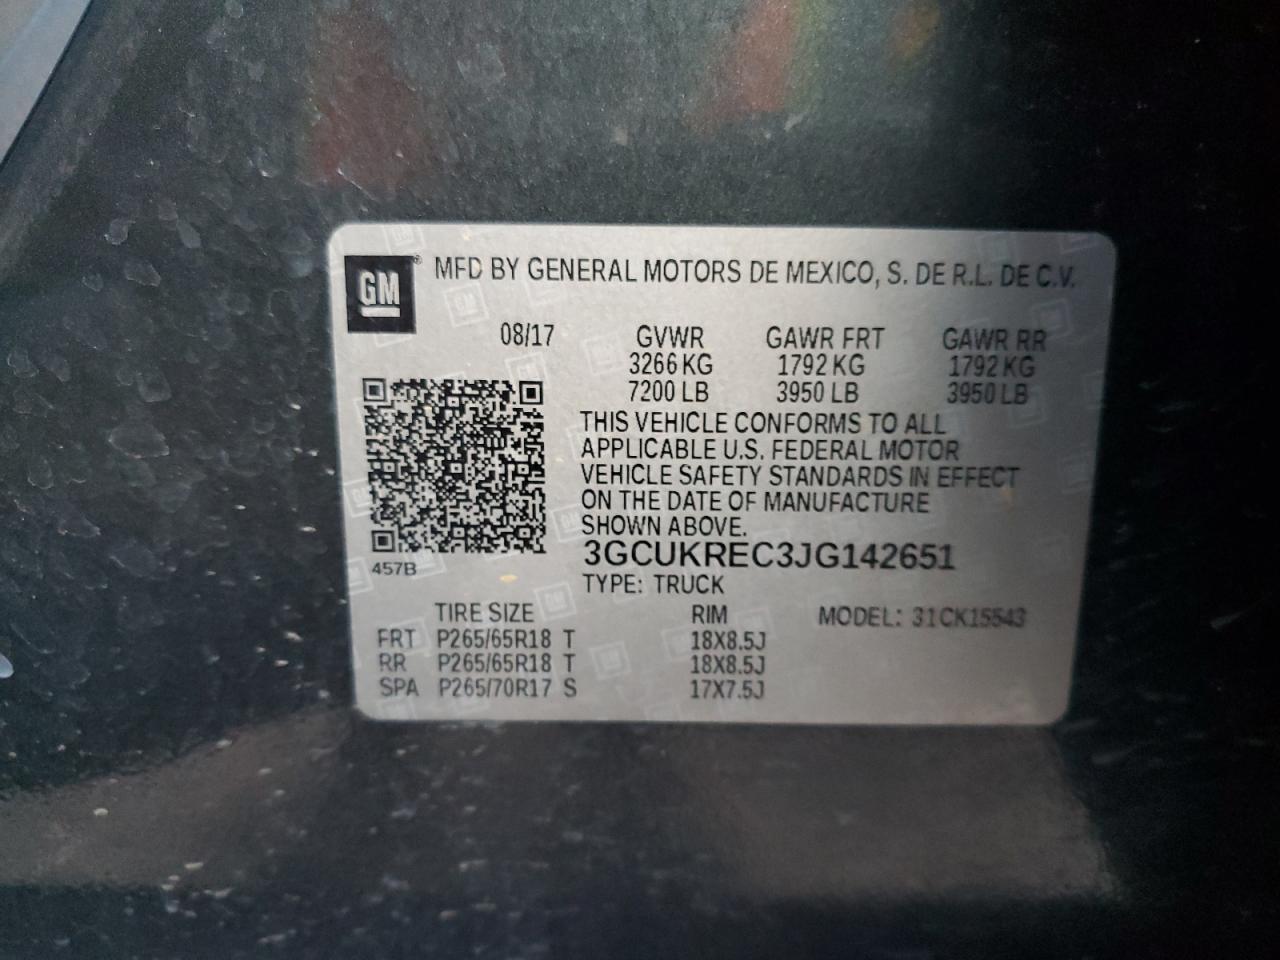 GM® MFD BY GENERAL MOTORS DE MEXICO, S. DE R.L. DE C.V.
08/17 GVWR GAWR FRT GAWR RR
3266 KG 1792 KG 1792 KG
7200 LB 3950 LB 3950 LB
THIS VEHICLE CONFORMS TO ALL
APPLICABLE U.S. FEDERAL MOTOR
VEHICLE SAFETY STANDARDS IN EFFECT
ON THE DATE OF MANUFACTURE
SHOWN ABOVE.
3GCUKREC3JG142651
457B
TYPE: TRUCK
TIRE SIZE RIM MODEL: 31CK15543
FRT P265/65R18 T 18X8.5J
RR P265/65R18 T 18X8.5J
SPA P265/70R17 S 17X7.5J